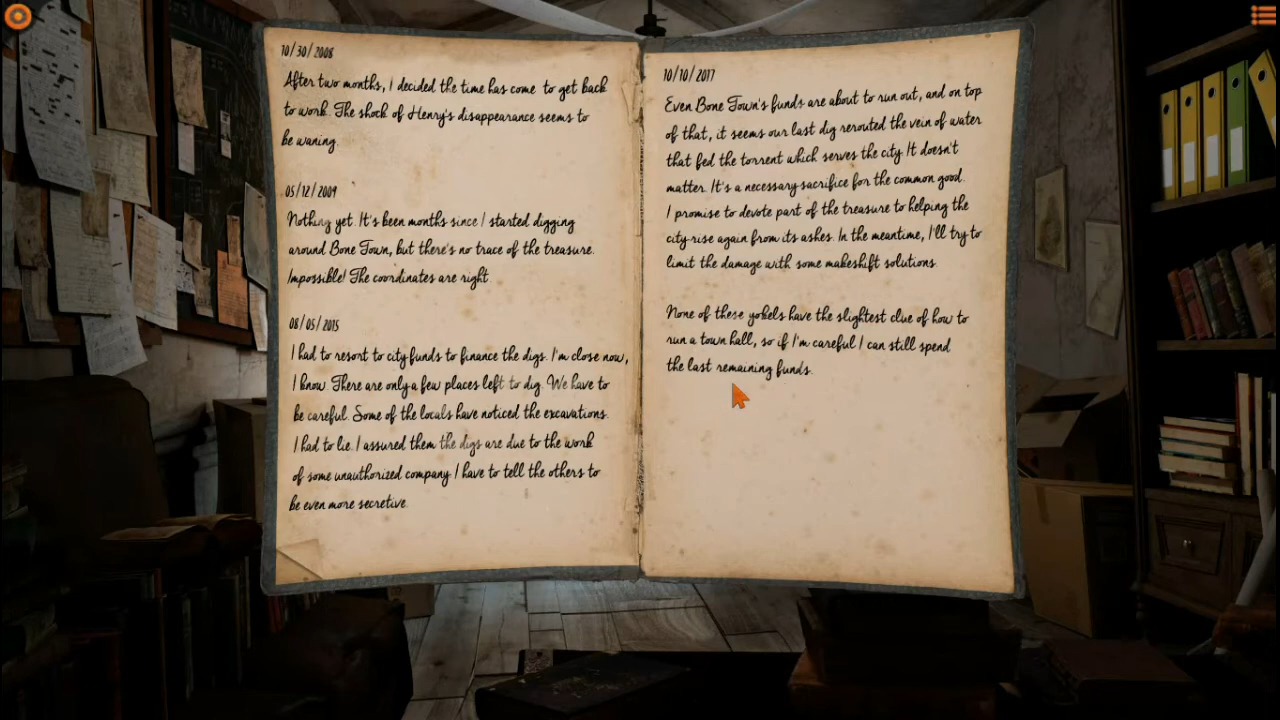 10/30/2008
After two months, I decided the time has come to get back
to work. The shock of Henry's disappearance seems to
be waning.
05/12/2009
Nothing yet. It's been months since I started digging
around Bone Town, but there's no trace of the treasure.
Impossible! The coordinates are right.
08/05/2015
I had to resort to city funds to finance the digs. I'm close now,
I know. There are only a few places left to dig. We have to
be careful. Some of the locals have noticed the excavations.
I had to lie. I assured them the digs are due to the work
of some unauthorized company. I have to tell the others to
be even more secretive.
10/10/2017
Even Bone Town's funds are about to run out, and on top
of that, it seems our last dig rerouted the vein of water
that fed the torrent which serves the city. It doesn't
matter. It's a necessary sacrifice for the common good.
I promise to devote part of the treasure to helping the
city rise again from its ashes. In the meantime, I'll try to
limit the damage with some makeshift solutions.
None of these yokels have the slightest clue of how to
run a town hall, so if I'm careful I can still spend
the last remaining funds.